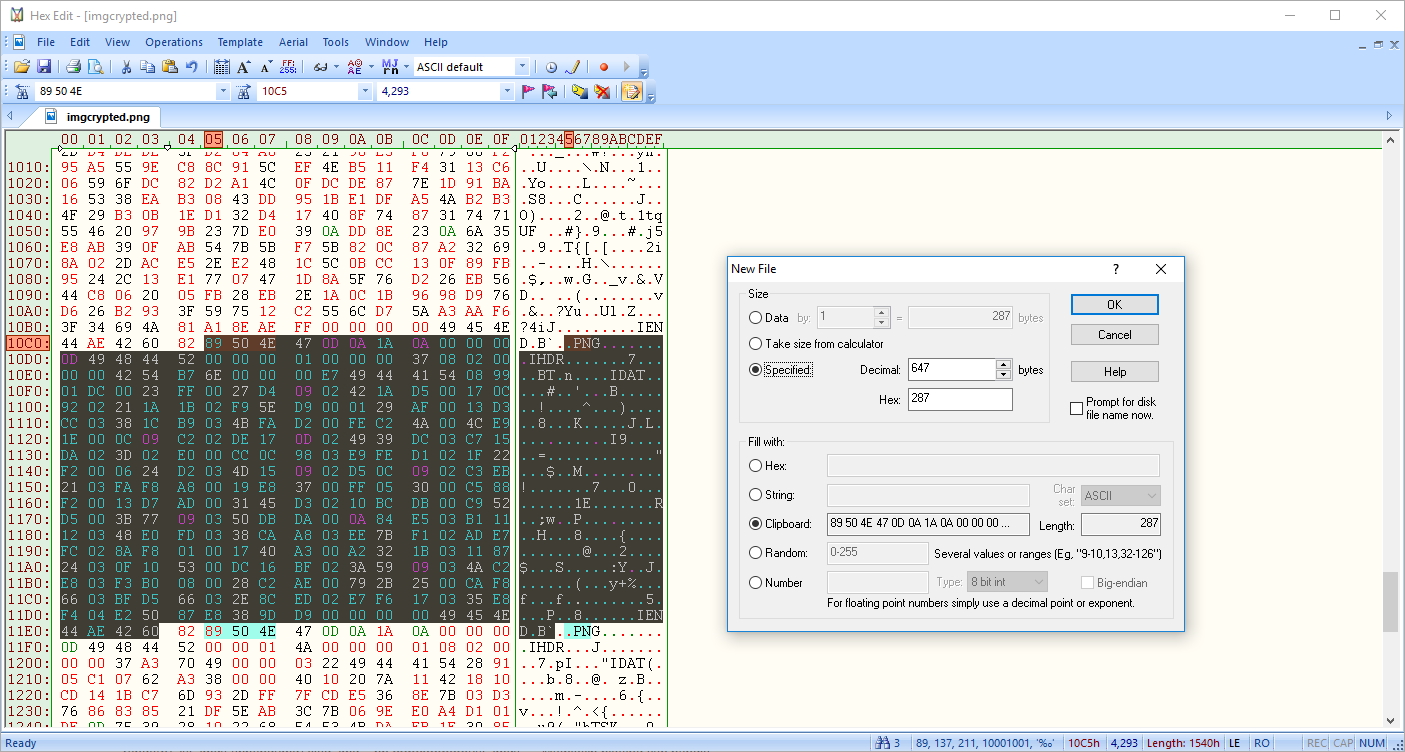 Hex Edit - [imgcrypted.png]
File Edit View Operations Template Aerial Tools Window Help
ASCII default
89 50 4E 10C5 4,293
imgcrypted.png
00 01 02 03 04 05 06 07 08 09 0A 0B 0C 0D 0E 0F 0123456789ABCDEF
1010: 95 A5 55 9E C8 8C 91 5C EF 4E B5 11 F4 31 13 C6 ..U....\.N...1..
1020: 06 59 6F DC 82 D2 A1 4C 0F DC DE 87 7E 1D 91 BA .Yo....L....~...
1030: 16 53 38 EA B3 08 43 DD 95 1B E1 DF A5 4A B2 B3 .S8...C......J..
1040: 4F 29 B3 0B 1E D1 32 D4 17 40 8F 74 87 31 74 71 O)....2..@.t.1tq
1050: 55 46 20 97 9B 23 7D E0 39 0A DD 8E 23 0A 6A 35 UF ..#}.9...#.j5
1060: E8 AB 39 0F AB 54 7B 5B F7 5B 82 0C 87 A2 32 69 ..9..T{[.[....2i
1070: 8A 02 2D AC E5 2E E2 48 1C 5C 0B CC 13 0F 89 FB ..-....H.\......
1080: 95 24 2C 13 E1 77 07 47 1D 8A 5F 76 D2 26 EB 56 .$,..w.G.._v.&.V
1090: 44 C8 06 20 05 FB 28 EB 2E 1A 0C 1B 96 98 D9 76 D.. ..(........v
10A0: D6 26 B2 93 3F 59 75 12 C2 55 6C D7 5A A3 AA F6 .&..?Yu..Ul.Z...
10B0: 3F 34 69 4A 81 A1 8E AE FF 00 00 00 00 49 45 4E ?4iJ.........IEN
10C0: 44 AE 42 60 82 89 50 4E 47 0D 0A 1A 0A 00 00 00 D.B`..PNG.......
10D0: 0D 49 48 44 52 00 00 00 01 00 00 00 37 08 02 00 .IHDR.......7...
10E0: 00 00 42 54 B7 6E 00 00 00 E7 49 44 41 54 08 99 ..BT.n....IDAT..
10F0: 01 DC 00 23 FF 00 27 D4 09 02 42 1A D5 00 17 0C ...#..'...B.....
1100: 92 02 21 1A 1B 02 F9 5E D9 00 01 29 AF 00 13 D3 ..!....^...)....
1110: CC 03 38 1C B9 03 4B FA D2 00 FE C2 4A 00 4C E9 ..8...K.....J.L.
1120: 1E 00 0C 09 C2 02 DE 17 0D 02 49 39 DC 03 C7 15 ..........I9....
1130: DA 02 3D 02 E0 00 CC 0C 98 03 E9 FE D1 02 1F 22 ..=............"
1140: F2 00 06 24 D2 03 4D 15 09 02 D5 0C 09 02 C3 EB ...$..M.........
1150: 21 03 FA F8 A8 00 19 E8 37 00 FF 05 30 00 C5 88 !.......7...0...
1160: F2 00 13 D7 AD 00 31 45 D3 02 10 BC DB 00 C9 52 ......1E.......R
1170: D5 00 3B 77 09 03 50 DB DA 00 0A 84 E5 03 B1 11 ..;w..P.........
1180: 12 03 48 E0 FD 03 38 CA A8 03 EE 7B F1 02 AD E7 ..H...8....{....
1190: FC 02 8A F8 01 00 17 40 A3 00 A2 32 1B 03 11 87 .......@...2....
11A0: 24 03 0F 10 53 00 DC 16 BF 02 3A 59 09 03 4A C2 $...S.....:Y..J.
11B0: E8 03 F3 B0 08 00 28 C2 AE 00 79 2B 25 00 CA F8 ......(...y+%...
11C0: 66 03 BF D5 66 03 2E 8C ED 02 E7 F6 17 03 35 E8 f...f.........5.
11D0: F4 04 E2 50 87 E8 38 9D D9 00 00 00 00 49 45 4E ...P..8......IEN
11E0: 44 AE 42 60 82 89 50 4E 47 0D 0A 1A 0A 00 00 00 D.B`..PNG.......
11F0: 0D 49 48 44 52 00 00 01 4A 00 00 00 01 08 02 00 .IHDR...J.......
1200: 00 00 37 A3 70 49 00 00 03 22 49 44 41 54 28 91 ..7.pI..."IDAT(.
1210: 05 C1 07 62 A3 38 00 00 40 10 20 7A 11 42 18 10 ...b.8..@. z.B..
1220: CD 14 1B C7 6D 93 2D FF 7F CD E5 36 8E 7B 03 D3 ....m.-....6.{..
1230: 76 86 83 85 21 DF 5E AB 3C 7B 06 9E E0 A4 D1 01 v...!.^.<{......
New File
Size
Data by: 1 = 287 bytes
Take size from calculator
Specified: Decimal: 647 bytes
Hex: 287
OK
Cancel
Help
Prompt for disk
file name now.
Fill with:
Hex:
String: Char set: ASCII
Clipboard: 89 50 4E 47 0D 0A 1A 0A 00 00 00 ... Length: 287
Random: 0-255 Several values or ranges (Eg, "9-10,13,32-126")
Number Type: 8 bit int Big-endian
For floating point numbers simply use a decimal point or exponent.
Ready 3 89, 137, 211, 10001001, '‰' 10C5h 4,293 Length: 1540h LE RO REC CAP NUM